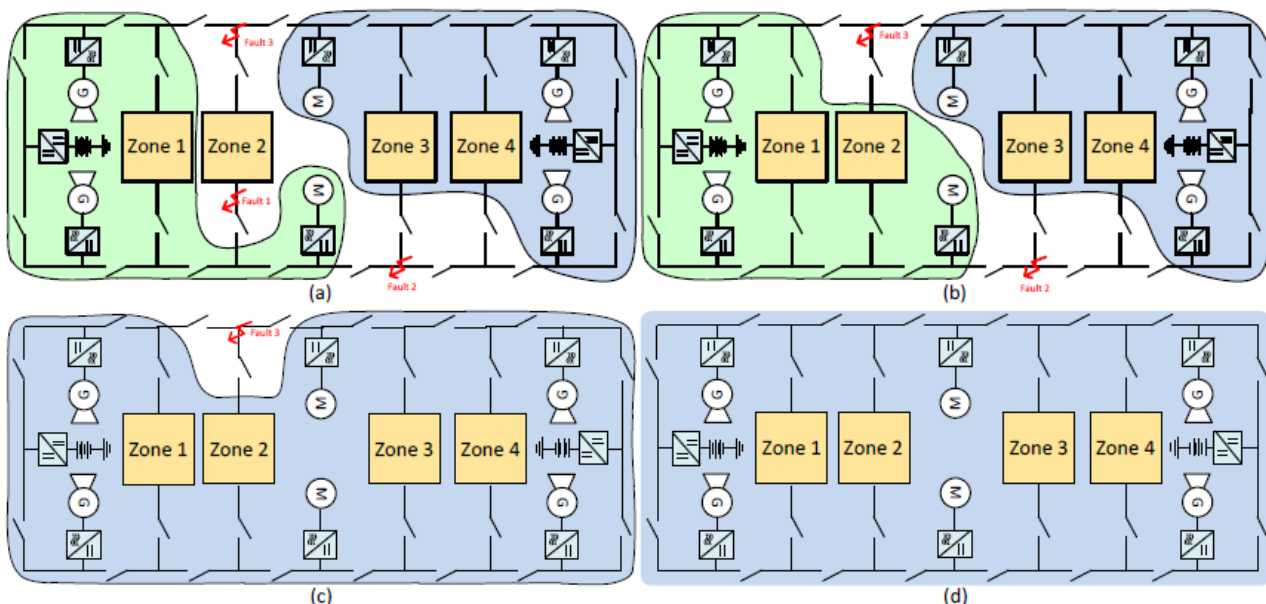 Fault 3
G
M
G
Zone 1
Zone 2
Zone 3
Zone 4
Fault 1
G
M
G
Fault 2
(a)
Fault 3
G
M
G
Zone 1
Zone 2
Zone 3
Zone 4
G
M
G
Fault 2
(b)
Fault 3
G
M
G
Zone 1
Zone 2
Zone 3
Zone 4
G
M
G
(c)
G
M
G
Zone 1
Zone 2
Zone 3
Zone 4
G
M
G
(d)